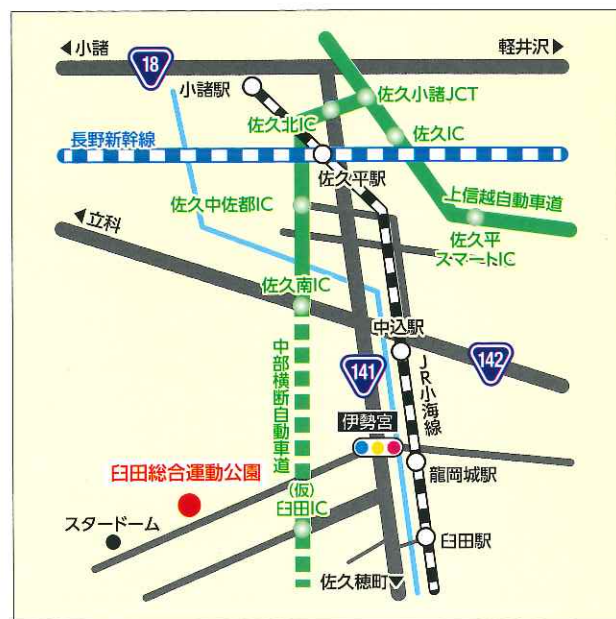 ◀小諸
18
軽井沢▶
小諸駅
佐久小諸JCT
佐久北IC
佐久IC
長野新幹線
佐久平駅
佐久中佐都IC
上信越自動車道
◀立科
佐久平
スマートIC
佐久南IC
中込駅
中部横断自動車道
141
142
JR小海線
伊勢宮
臼田総合運動公園
龍岡城駅
(仮)
臼田IC
スタードーム
臼田駅
佐久穂町▼